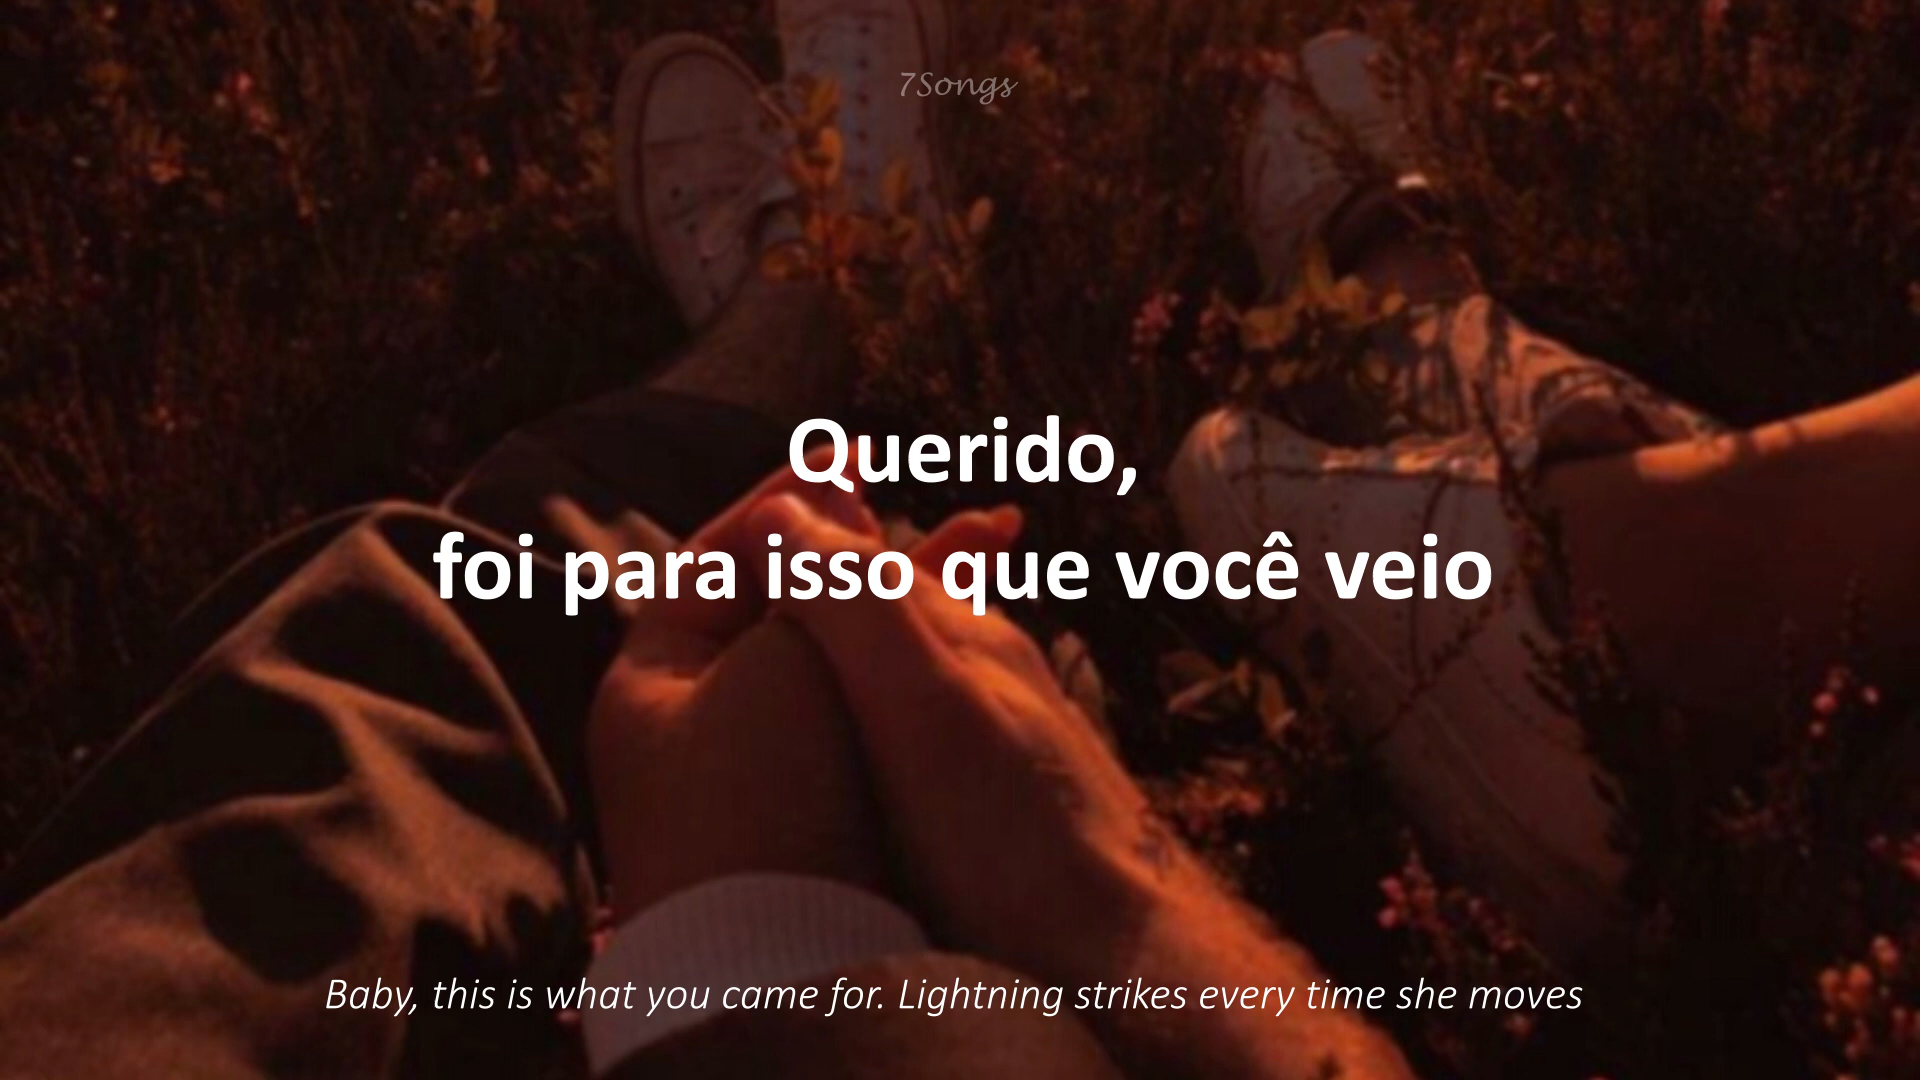 7Songs
Querido,
foi para isso que você veio
Baby, this is what you came for. Lightning strikes every time she moves